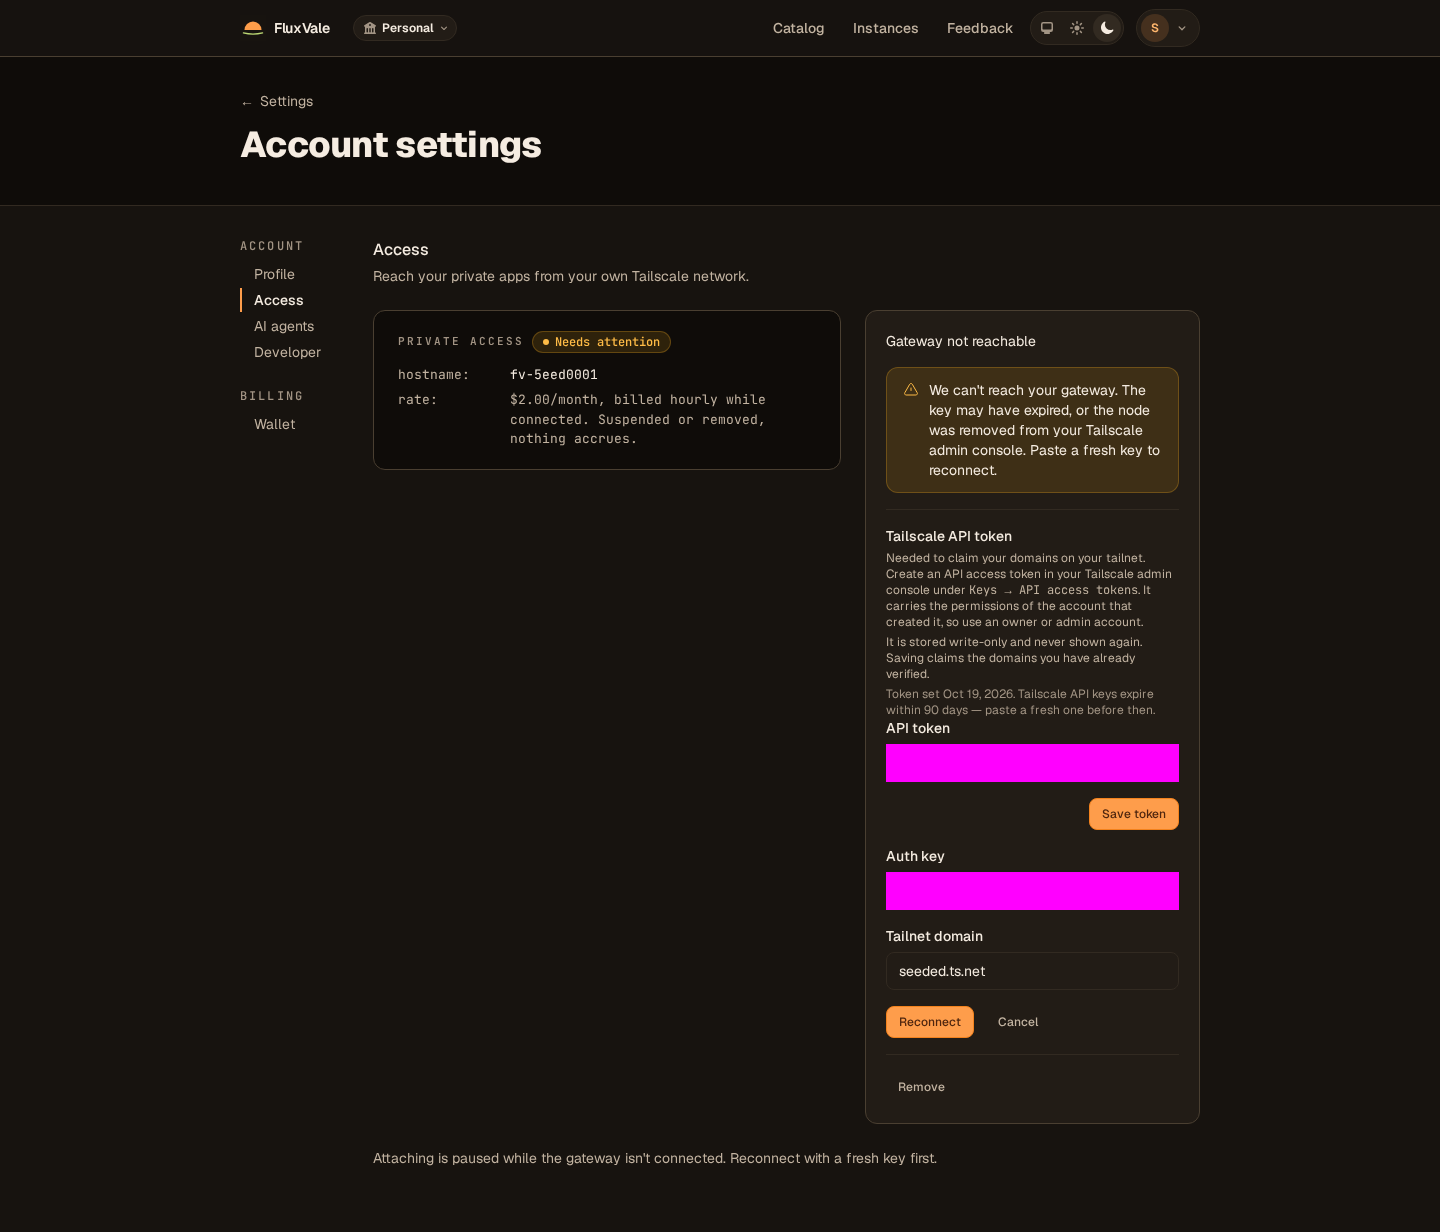 FluxVale
Personal
Catalog
Instances
Feedback
S
← Settings
Account settings
ACCOUNT
Profile
Access
AI agents
Developer
BILLING
Wallet
Access
Reach your private apps from your own Tailscale network.
PRIVATE ACCESS
Needs attention
hostname: fv-5eed0001
rate: $2.00/month, billed hourly while
connected. Suspended or removed,
nothing accrues.
Gateway not reachable
We can't reach your gateway. The
key may have expired, or the node
was removed from your Tailscale
admin console. Paste a fresh key to
reconnect.
Tailscale API token
Needed to claim your domains on your tailnet.
Create an API access token in your Tailscale admin
console under Keys → API access tokens. It
carries the permissions of the account that
created it, so use an owner or admin account.
It is stored write-only and never shown again.
Saving claims the domains you have already
verified.
Token set Oct 19, 2026. Tailscale API keys expire
within 90 days — paste a fresh one before then.
API token
Save token
Auth key
Tailnet domain
seeded.ts.net
Reconnect
Cancel
Remove
Attaching is paused while the gateway isn't connected. Reconnect with a fresh key first.